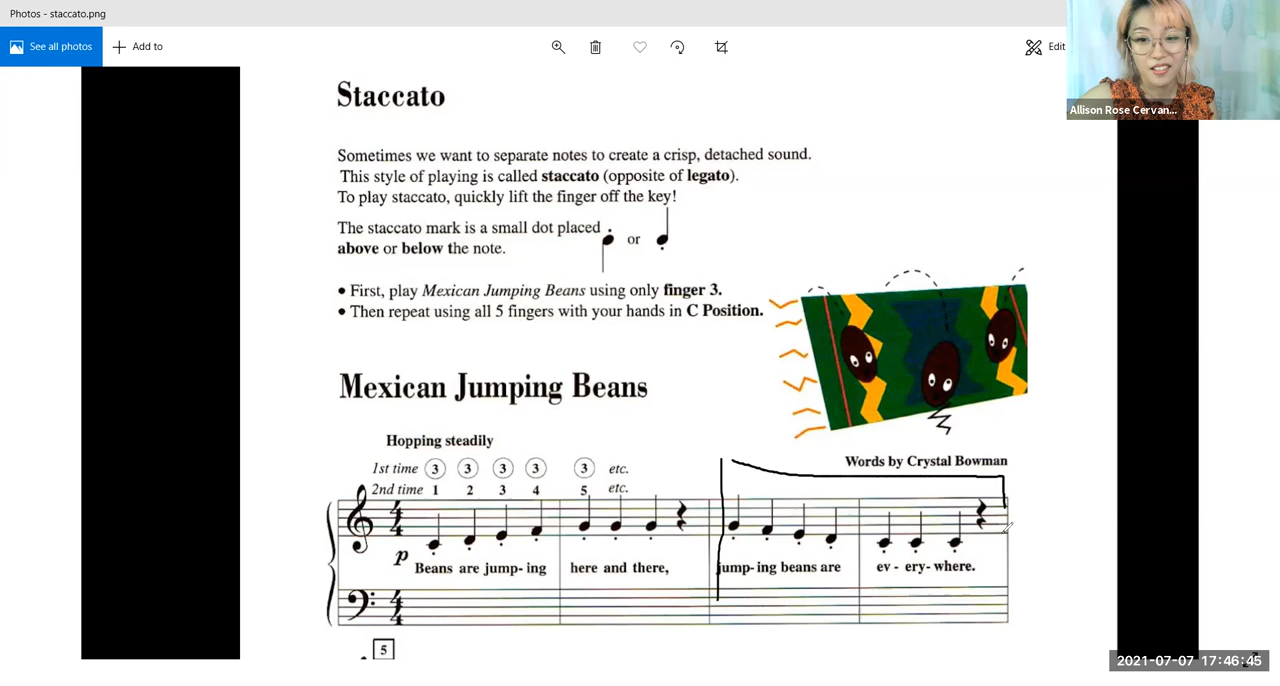 Photos - staccato.png
See all photos
Add to
Edit
Allison Rose Cervan...
Staccato
Sometimes we want to separate notes to create a crisp, detached sound.
This style of playing is called staccato (opposite of legato).
To play staccato, quickly lift the finger off the key!
The staccato mark is a small dot placed
or
above or below the note.
• First, play Mexican Jumping Beans using only finger 3.
• Then repeat using all 5 fingers with your hands in C Position.
Mexican Jumping Beans
Hopping steadily
Words by Crystal Bowman
1st time 3 3 3 3 3 etc.
2nd time 1 2 3 4 5 etc.
4
4
p
Beans are jump- ing here and there, jump- ing beans are ev - ery- where.
4
4
5
2021-07-07 17:46:45